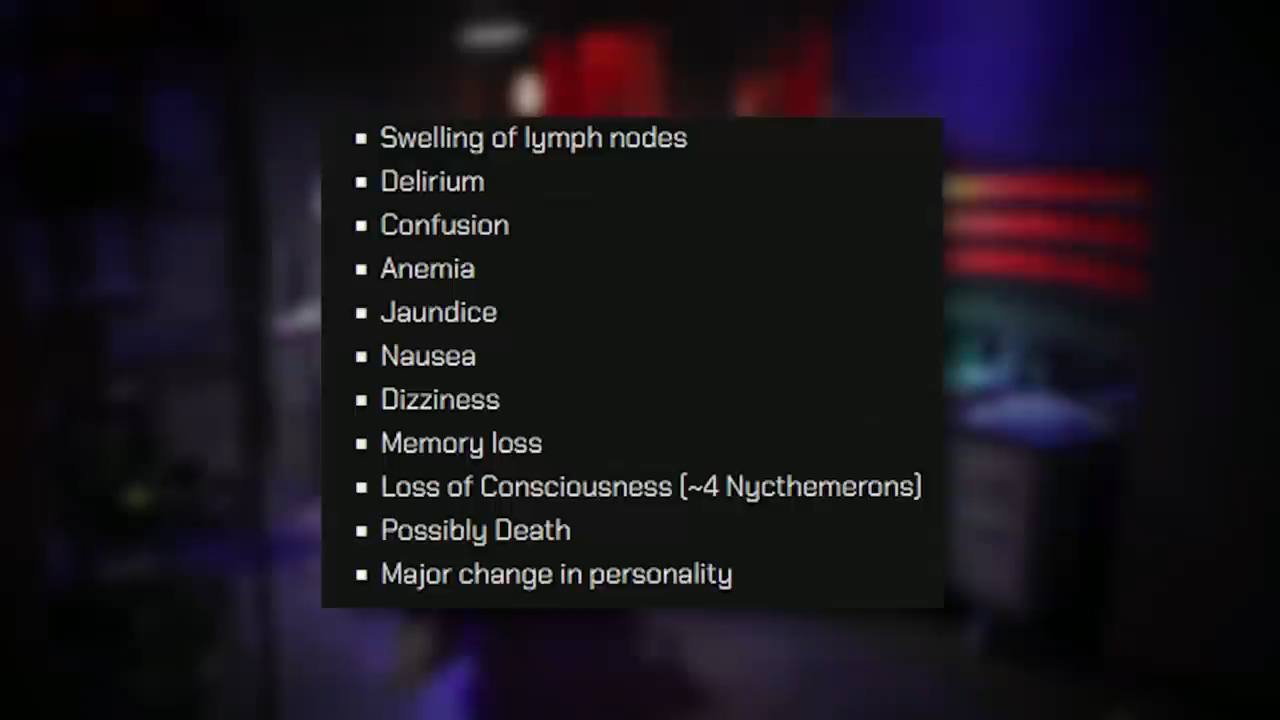 ▪ Swelling of lymph nodes
▪ Delirium
▪ Confusion
▪ Anemia
▪ Jaundice
▪ Nausea
▪ Dizziness
▪ Memory loss
▪ Loss of Consciousness (~4 Nycthemerons)
▪ Possibly Death
▪ Major change in personality